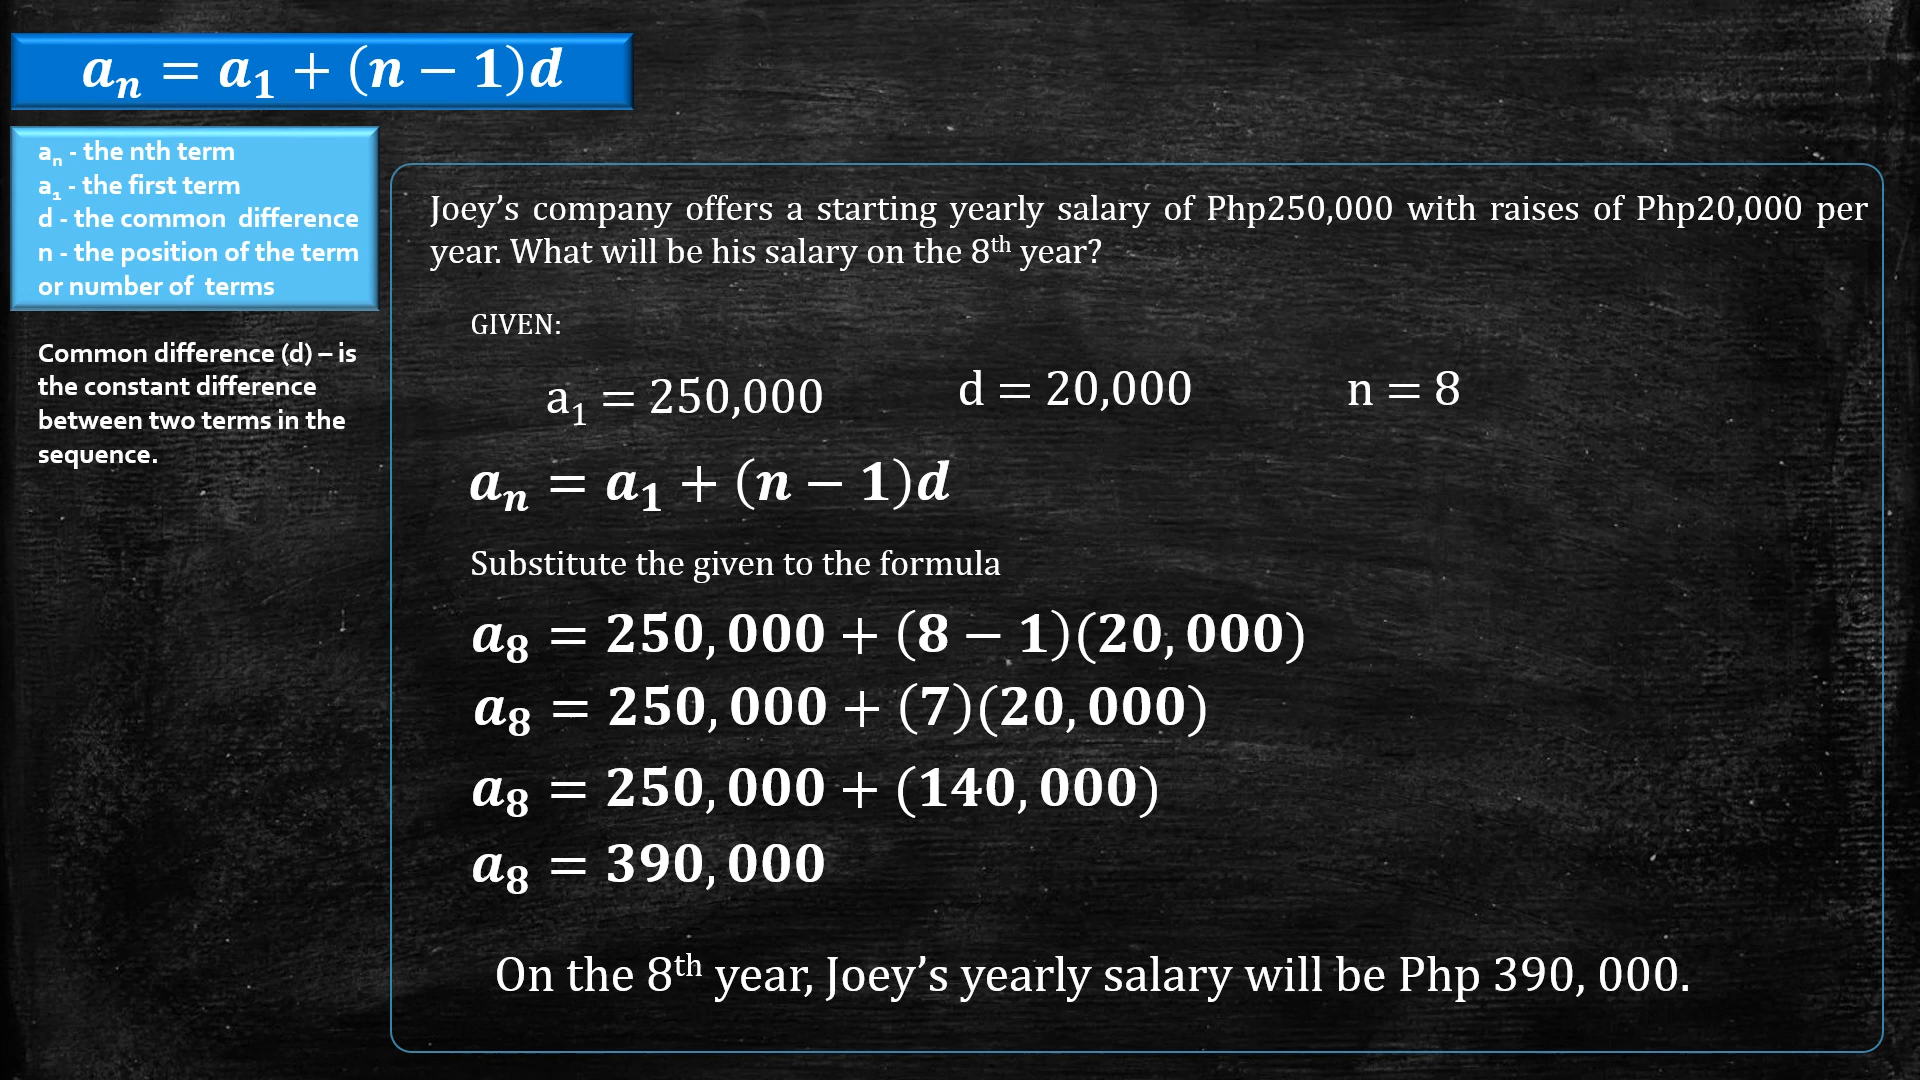 aₙ = a₁ + (n − 1)d
aₙ - the nth term
a₁ - the first term
d - the common difference
n - the position of the term
or number of terms
Common difference (d) – is
the constant difference
between two terms in the
sequence.
Joey’s company offers a starting yearly salary of Php250,000 with raises of Php20,000 per
year. What will be his salary on the 8ᵗʰ year?
GIVEN:
a₁ = 250,000 d = 20,000 n = 8
aₙ = a₁ + (n − 1)d
Substitute the given to the formula
a₈ = 250,000 + (8 − 1)(20,000)
a₈ = 250,000 + (7)(20,000)
a₈ = 250,000 + (140,000)
a₈ = 390,000
On the 8ᵗʰ year, Joey’s yearly salary will be Php 390, 000.